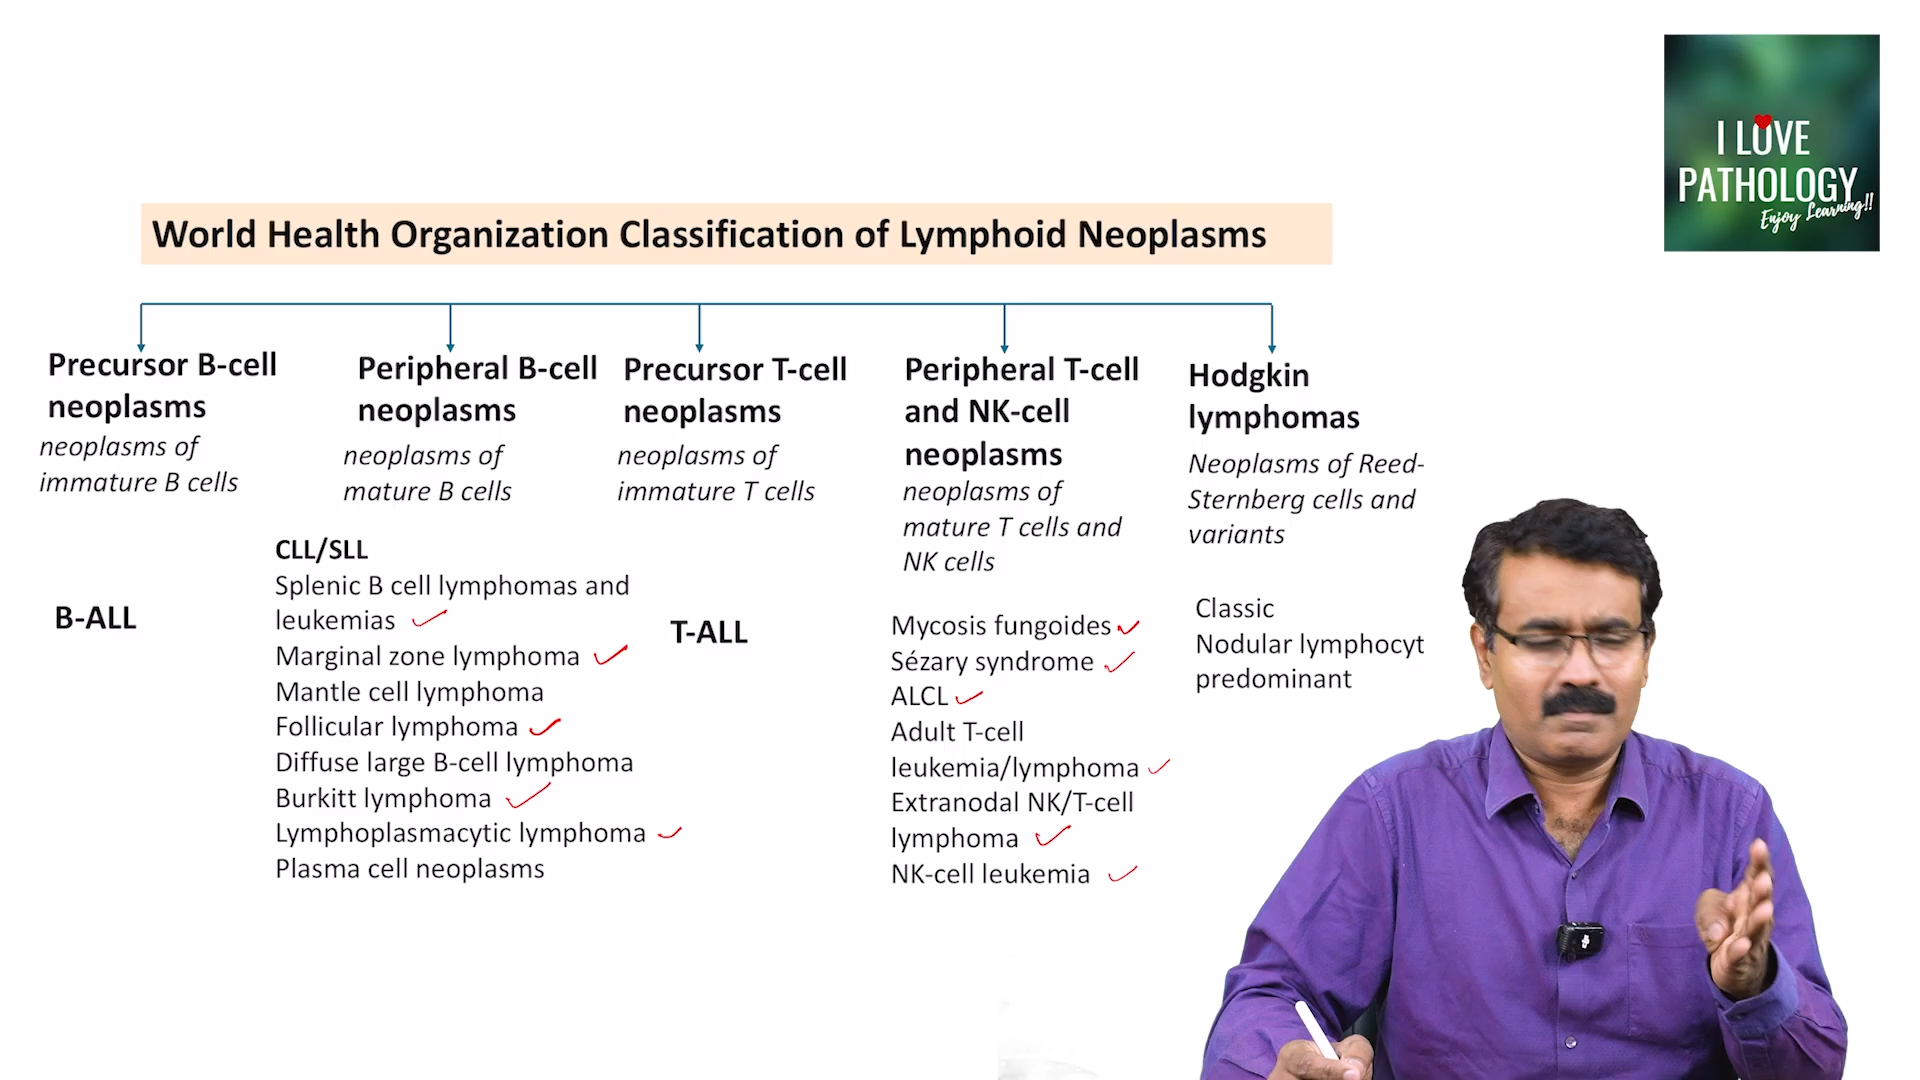 I LOVE
PATHOLOGY
Enjoy Learning!!
World Health Organization Classification of Lymphoid Neoplasms
Precursor B-cell
neoplasms
neoplasms of
immature B cells
B-ALL
Peripheral B-cell
neoplasms
neoplasms of
mature B cells
CLL/SLL
Splenic B cell lymphomas and
leukemias
Marginal zone lymphoma
Mantle cell lymphoma
Follicular lymphoma
Diffuse large B-cell lymphoma
Burkitt lymphoma
Lymphoplasmacytic lymphoma
Plasma cell neoplasms
Precursor T-cell
neoplasms
neoplasms of
immature T cells
T-ALL
Peripheral T-cell
and NK-cell
neoplasms
neoplasms of
mature T cells and
NK cells
Mycosis fungoides
Sézary syndrome
ALCL
Adult T-cell
leukemia/lymphoma
Extranodal NK/T-cell
lymphoma
NK-cell leukemia
Hodgkin
lymphomas
Neoplasms of Reed-
Sternberg cells and
variants
Classic
Nodular lymphocyt
predominant